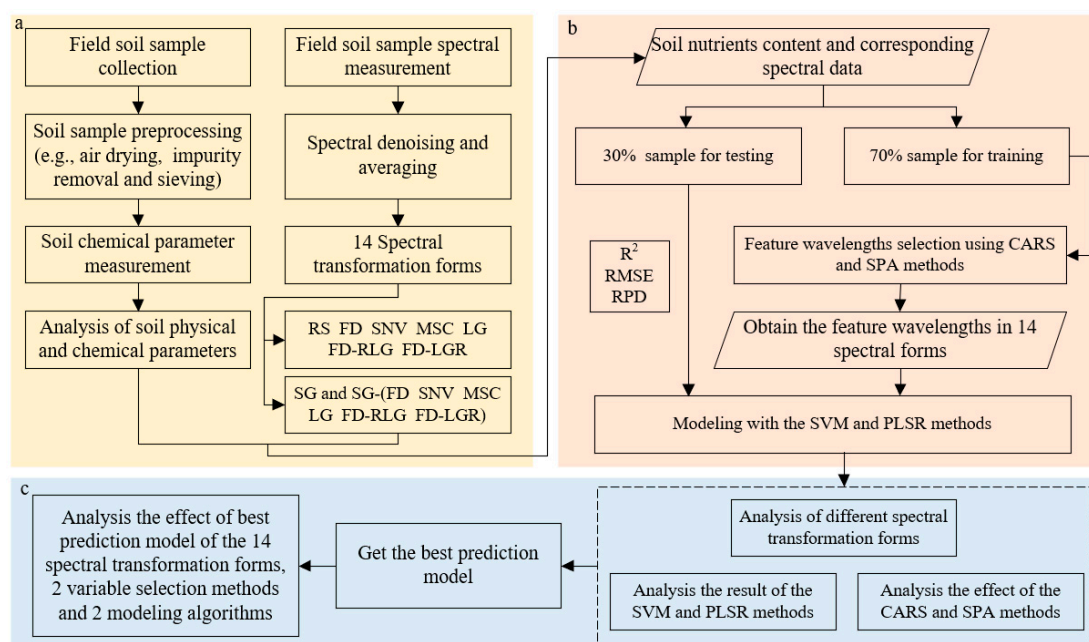 a
Field soil sample
collection
Field soil sample spectral
measurement
Soil sample preprocessing
(e.g., air drying, impurity
removal and sieving)
Spectral denoising and
averaging
Soil chemical parameter
measurement
14 Spectral
transformation forms
Analysis of soil physical
and chemical parameters
RS FD SNV MSC LG
FD-RLG FD-LGR
SG and SG-(FD SNV MSC
LG FD-RLG FD-LGR)
b
Soil nutrients content and corresponding
spectral data
30% sample for testing
70% sample for training
R2
RMSE
RPD
Feature wavelengths selection using CARS
and SPA methods
Obtain the feature wavelengths in 14
spectral forms
Modeling with the SVM and PLSR methods
c
Analysis the effect of best
prediction model of the 14
spectral transformation forms,
2 variable selection methods
and 2 modeling algorithms
Get the best prediction
model
Analysis of different spectral
transformation forms
Analysis the result of the
SVM and PLSR methods
Analysis the effect of the
CARS and SPA methods